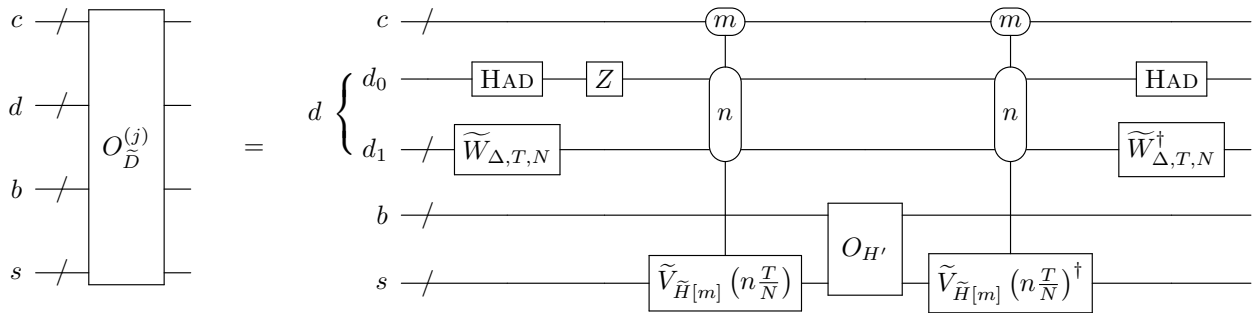 c
d
b
s
$O_{\widetilde{D}}^{(j)}$
=
c m m
d { $d_0$ HAD Z n n HAD
$d_1$ $\widetilde{W}_{\Delta,T,N}$ $\widetilde{W}_{\Delta,T,N}^{\dagger}$
b $O_{H'}$
s $\widetilde{V}_{\widetilde{H}[m]}\left(n\frac{T}{N}\right)$ $\widetilde{V}_{\widetilde{H}[m]}\left(n\frac{T}{N}\right)^{\dagger}$